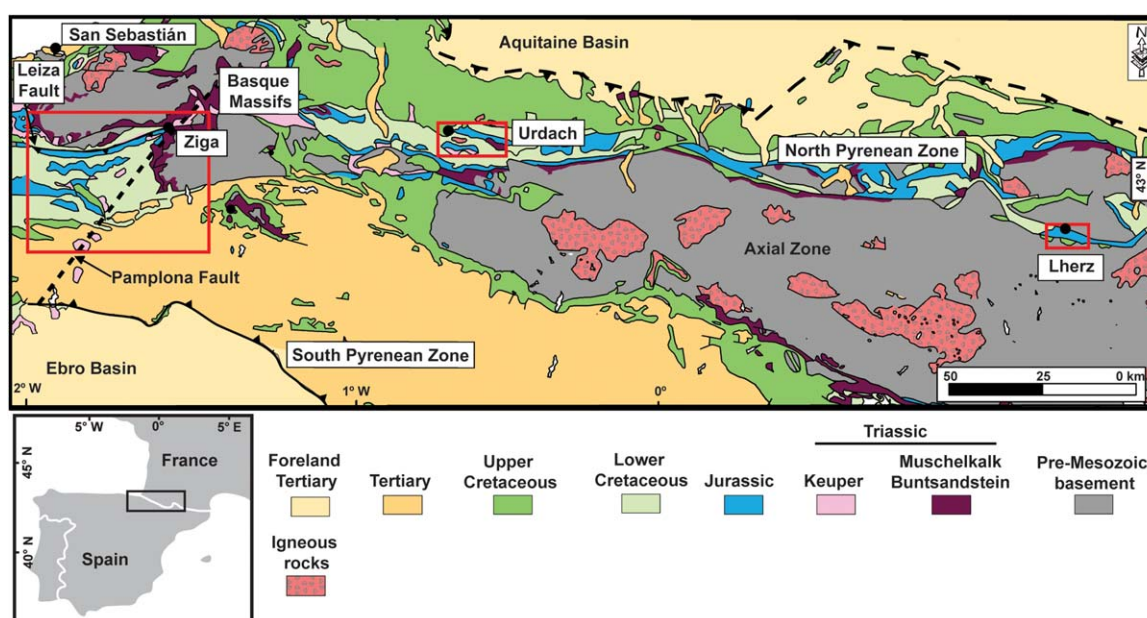 San Sebastián
Leiza
Fault
Basque
Massifs
Ziga
Aquitaine Basin
N
Urdach
North Pyrenean Zone
43° N
Axial Zone
Lherz
Pamplona Fault
South Pyrenean Zone
Ebro Basin
2° W
1° W
0°
50
25
0 km
5° W
0°
5° E
45° N
40° N
France
Spain
Foreland
Tertiary
Tertiary
Upper
Cretaceous
Lower
Cretaceous
Jurassic
Triassic
Keuper
Muschelkalk
Buntsandstein
Pre-Mesozoic
basement
Igneous
rocks